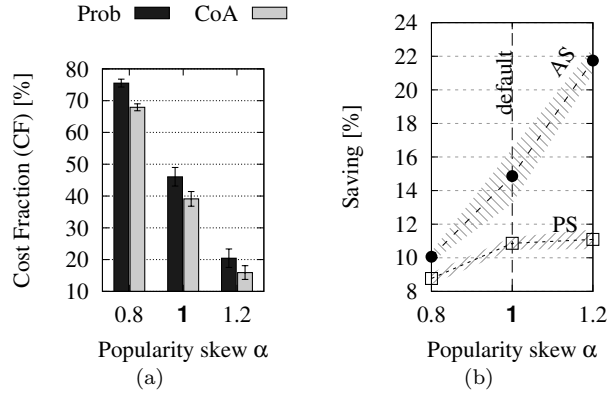 Prob CoA
Cost Fraction (CF) [%]
80
70
60
50
40
30
20
10
0.8 1 1.2
Popularity skew α
(a)
Saving [%]
24
22
20
18
16
14
12
10
8
default
AS
PS
0.8 1 1.2
Popularity skew α
(b)